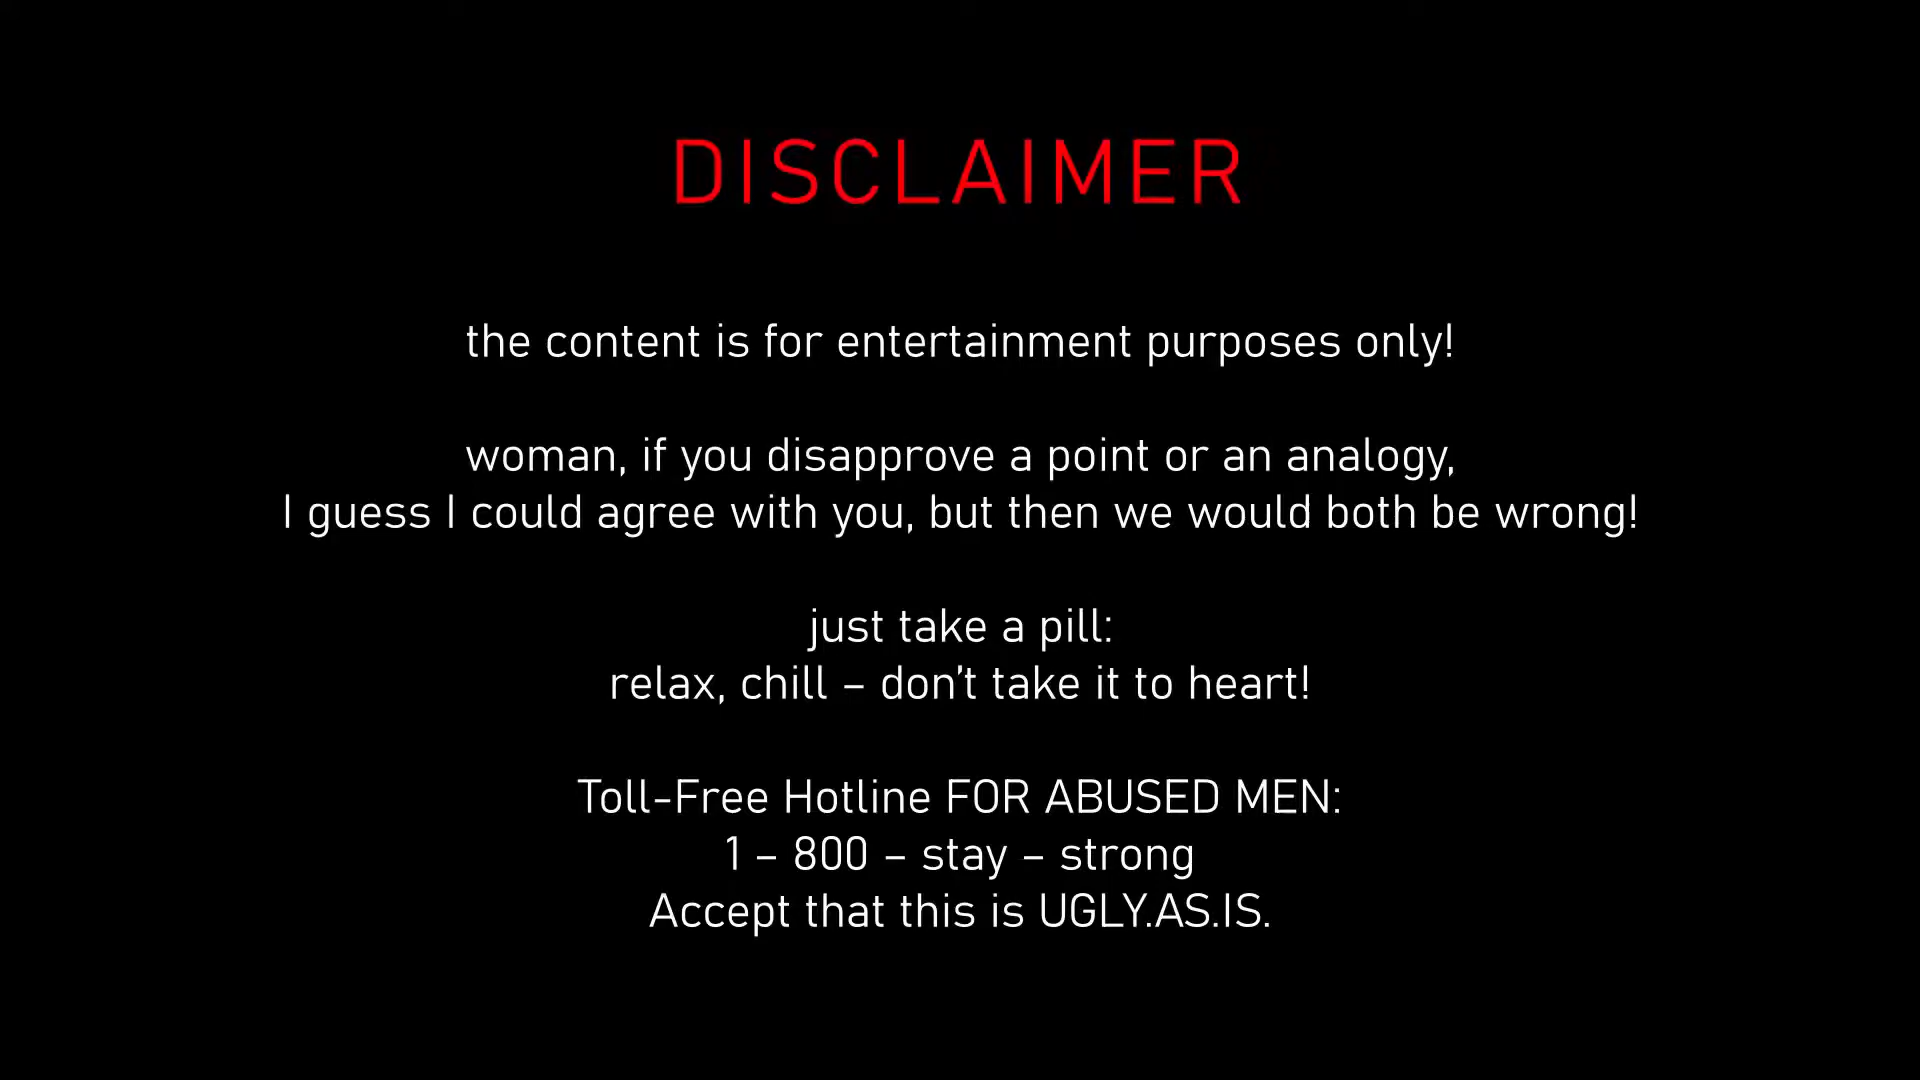 DISCLAIMER
the content is for entertainment purposes only!
woman, if you disapprove a point or an analogy,
I guess I could agree with you, but then we would both be wrong!
just take a pill:
relax, chill – don't take it to heart!
Toll-Free Hotline FOR ABUSED MEN:
1 – 800 – stay – strong
Accept that this is UGLY.AS.IS.